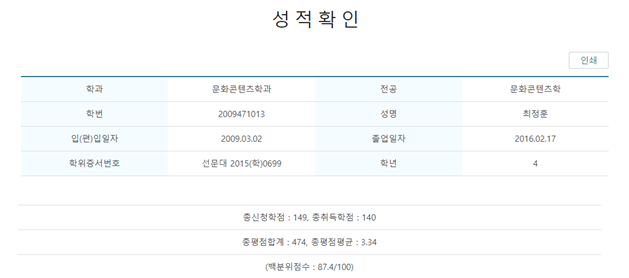 성적확인
인쇄
학과 문화콘텐츠학과 전공 문화콘텐츠학
학번 2009471013 성명 최정훈
입(편)입일자 2009.03.02 졸업일자 2016.02.17
학위증서번호 선문대 2015(학)0699 학년 4
총신청학점 : 149, 총취득학점 : 140
총평점합계 : 474, 총평점평균 : 3.34
(백분위점수 : 87.4/100)